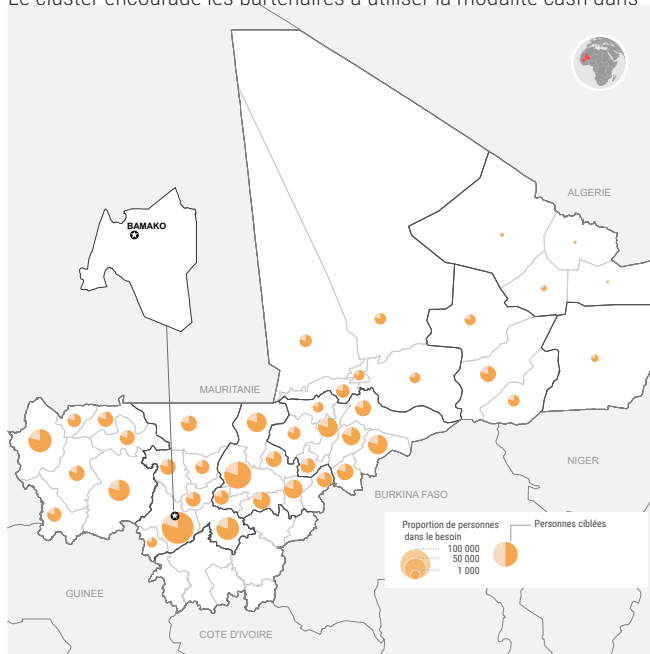 Le cluster encourage les partenaires à utiliser la modalité cash dans
ALGERIE
BAMAKO
MAURITANIE
NIGER
BURKINA FASO
Proportion de personnes
dans le besoin
Personnes ciblées
100 000
50 000
1 000
GUINEE
COTE D'IVOIRE